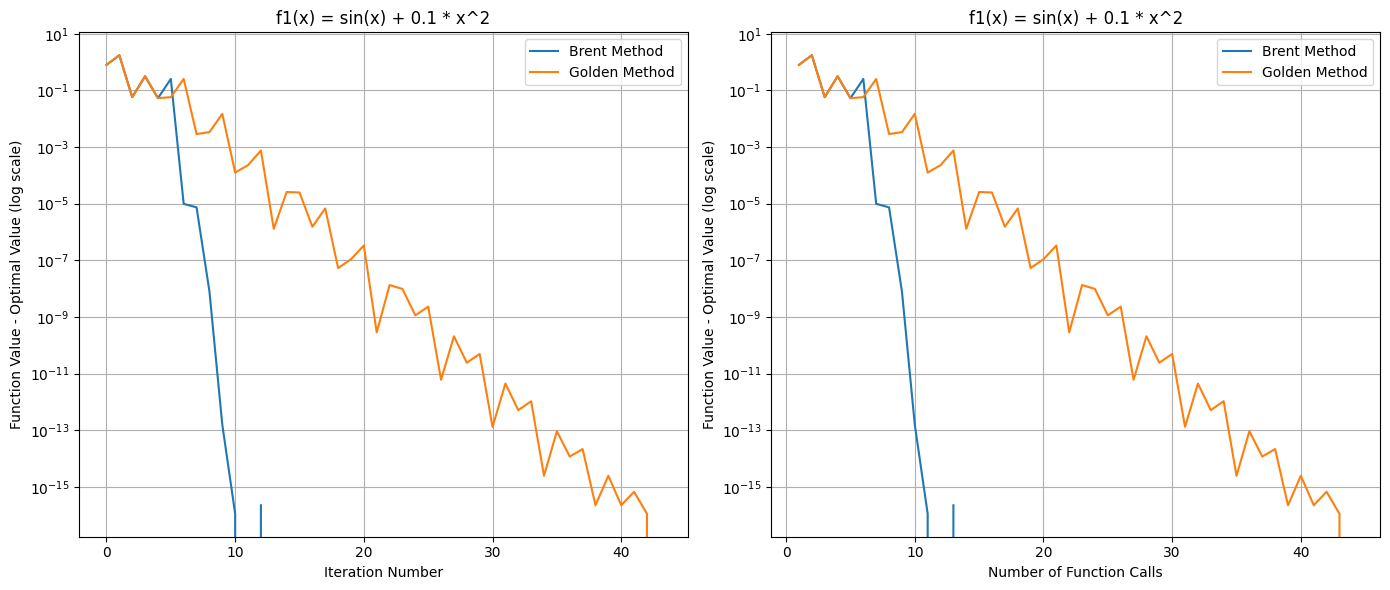 f1(x) = sin(x) + 0.1 * x^2
Function Value - Optimal Value (log scale)
10^1
10^-1
10^-3
10^-5
10^-7
10^-9
10^-11
10^-13
10^-15
Brent Method
Golden Method
0 10 20 30 40
Iteration Number
f1(x) = sin(x) + 0.1 * x^2
Function Value - Optimal Value (log scale)
10^1
10^-1
10^-3
10^-5
10^-7
10^-9
10^-11
10^-13
10^-15
Brent Method
Golden Method
0 10 20 30 40
Number of Function Calls